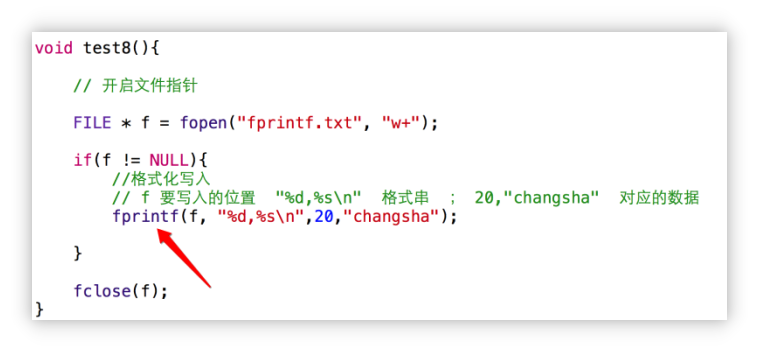 void test8(){
// 开启文件指针
FILE * f = fopen("fprintf.txt", "w+");
if(f != NULL){
//格式化写入
// f 要写入的位置  "%d,%s\n"  格式串 ； 20,"changsha"  对应的数据
fprintf(f, "%d,%s\n",20,"changsha");
}
fclose(f);
}